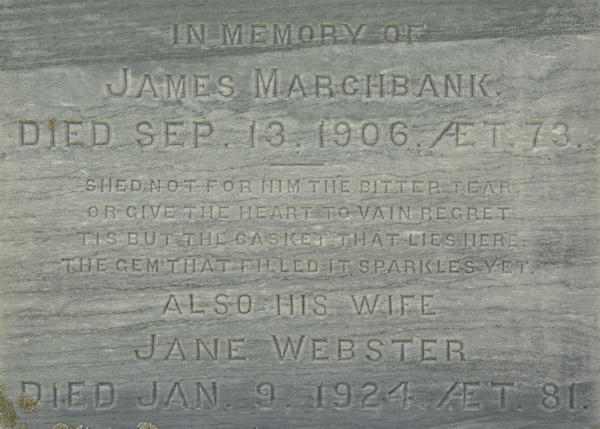 IN MEMORY OF
JAMES MARCHBANK.
DIED SEP. 13, 1906. ÆT. 73.
SHED NOT FOR HIM THE BITTER TEAR,
OR GIVE THE HEART TO VAIN REGRET
TIS BUT THE CASKET THAT LIES HERE:
THE GEM THAT FILLED IT SPARKLES YET.
ALSO HIS WIFE
JANE WEBSTER
DIED JAN. 9, 1924, ÆT. 81.